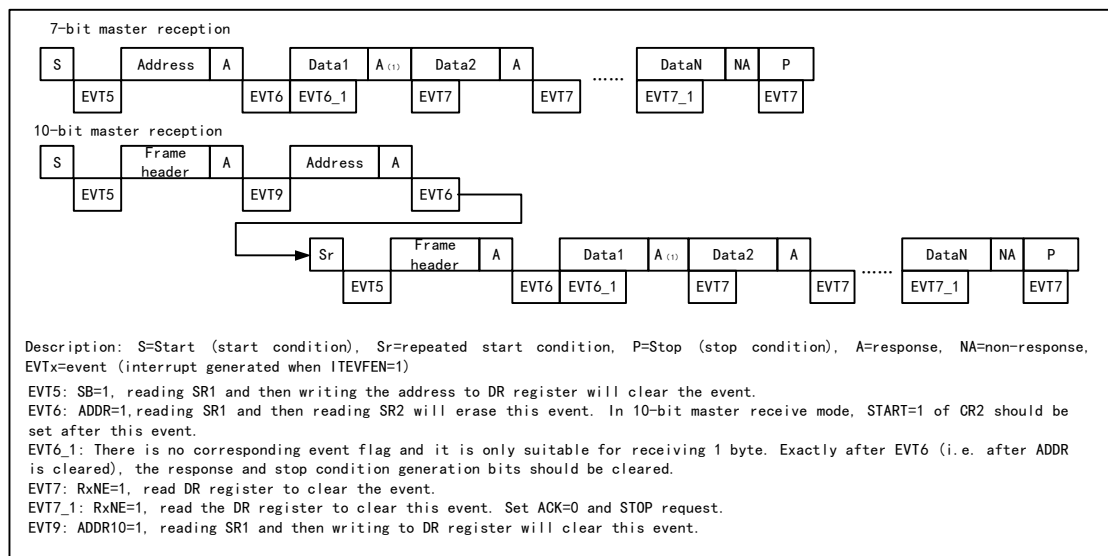 7-bit master reception
S Address A Data1 A(1) Data2 A …… DataN NA P
EVT5 EVT6 EVT6_1 EVT7 EVT7 EVT7_1 EVT7
10-bit master reception
S Frame header A Address A
EVT5 EVT9 EVT6
Sr Frame header A Data1 A(1) Data2 A …… DataN NA P
EVT5 EVT6 EVT6_1 EVT7 EVT7 EVT7_1 EVT7
Description: S=Start (start condition), Sr=repeated start condition, P=Stop (stop condition), A=response, NA=non-response,
EVTx=event (interrupt generated when ITEVFEN=1)
EVT5: SB=1, reading SR1 and then writing the address to DR register will clear the event.
EVT6: ADDR=1,reading SR1 and then reading SR2 will erase this event. In 10-bit master receive mode, START=1 of CR2 should be
set after this event.
EVT6_1: There is no corresponding event flag and it is only suitable for receiving 1 byte. Exactly after EVT6 (i.e. after ADDR
is cleared), the response and stop condition generation bits should be cleared.
EVT7: RxNE=1, read DR register to clear the event.
EVT7_1: RxNE=1, read the DR register to clear this event. Set ACK=0 and STOP request.
EVT9: ADDR10=1, reading SR1 and then writing to DR register will clear this event.